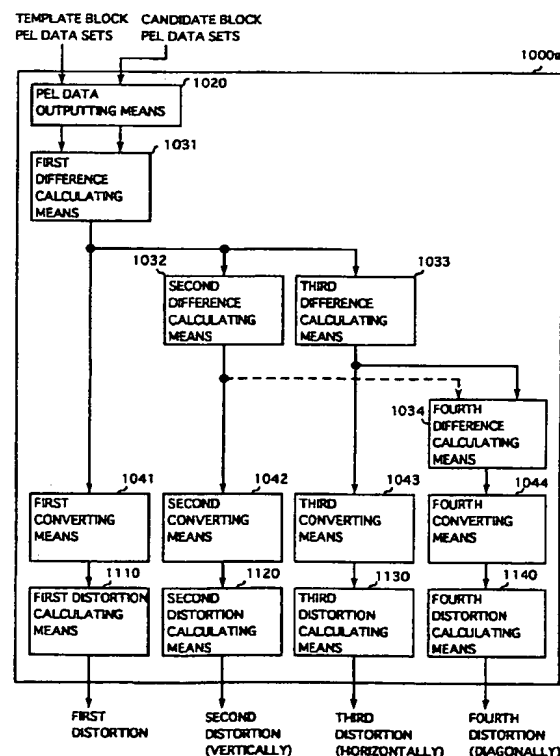 TEMPLATE BLOCK
PEL DATA SETS
CANDIDATE BLOCK
PEL DATA SETS
1000a
1020
PEL DATA
OUTPUTTING MEANS
1031
FIRST
DIFFERENCE
CALCULATING
MEANS
1032
SECOND
DIFFERENCE
CALCULATING
MEANS
1033
THIRD
DIFFERENCE
CALCULATING
MEANS
1034
FOURTH
DIFFERENCE
CALCULATING
MEANS
1041
FIRST
CONVERTING
MEANS
1042
SECOND
CONVERTING
MEANS
1043
THIRD
CONVERTING
MEANS
1044
FOURTH
CONVERTING
MEANS
1110
FIRST DISTORTION
CALCULATING
MEANS
1120
SECOND
DISTORTION
CALCULATING
MEANS
1130
THIRD
DISTORTION
CALCULATING
MEANS
1140
FOURTH
DISTORTION
CALCULATING
MEANS
FIRST
DISTORTION
SECOND
DISTORTION
(VERTICALLY)
THIRD
DISTORTION
(HORIZONTALLY)
FOURTH
DISTORTION
(DIAGONALLY)